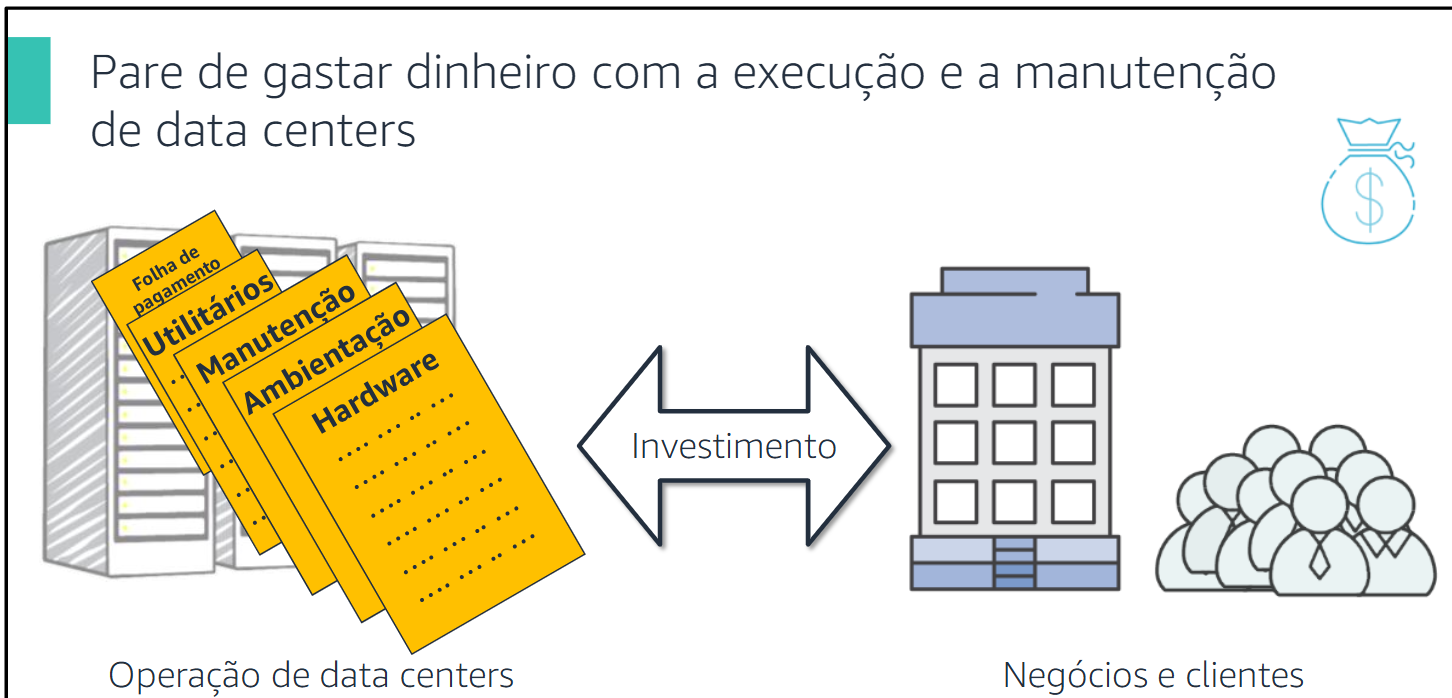 Pare de gastar dinheiro com a execução e a manutenção
de data centers
$
Folha de
pagamento
Utilitários
Manutenção
Ambientação
Hardware
Investimento
Operação de data centers
Negócios e clientes